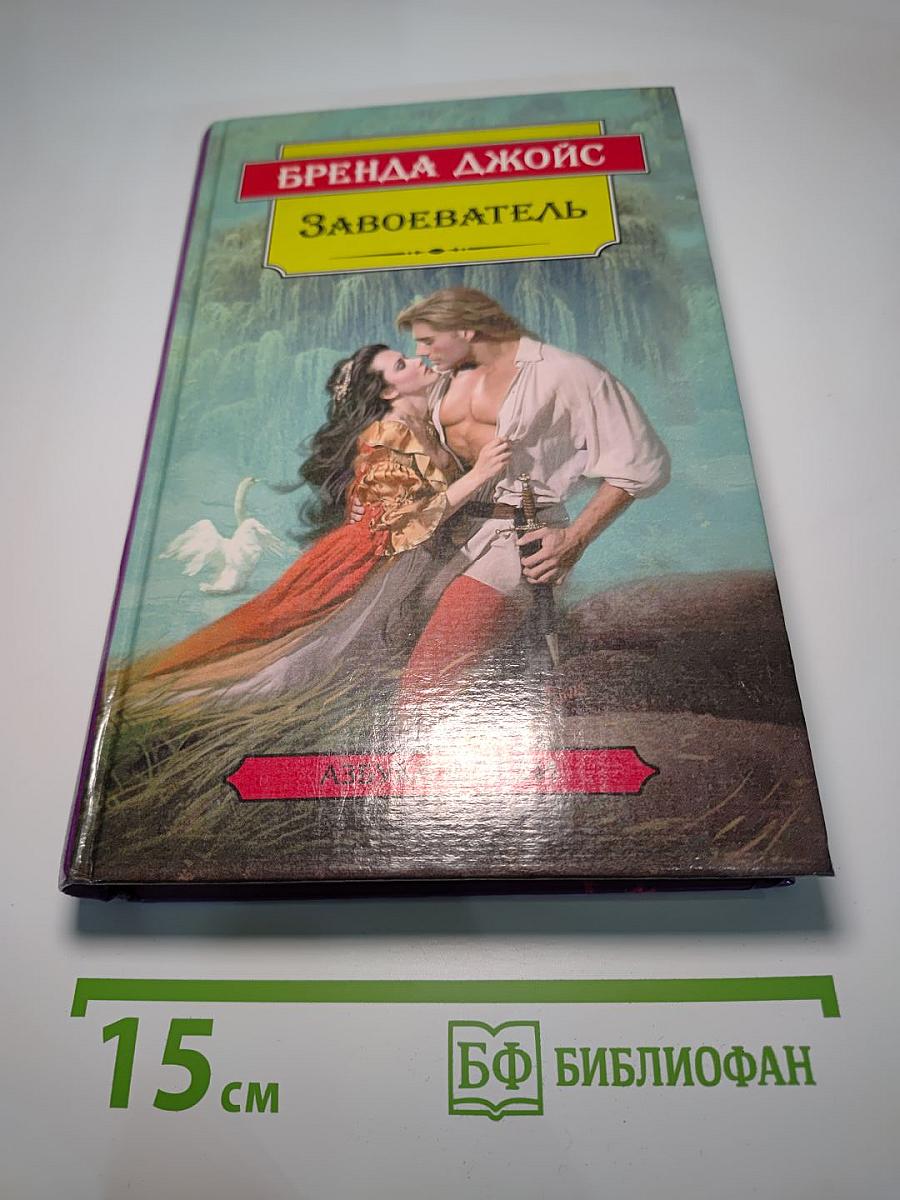 БРЕНДА ДЖОЙС
ЗАВОЕВАТЕЛЬ
15 см
БФ БИБЛИОФАН